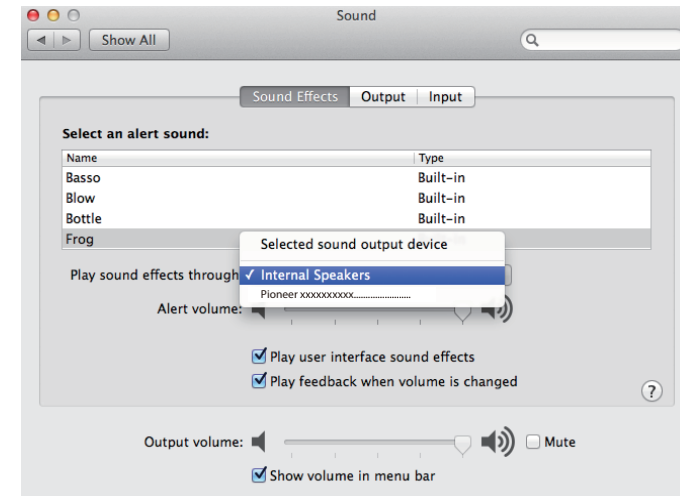 Sound
Show All
Sound Effects Output Input
Select an alert sound:
Name Type
Basso Built-in
Blow Built-in
Bottle Built-in
Frog
Selected sound output device
Play sound effects through ✓ Internal Speakers
Pioneer xxxxxxxxxx.......................
Alert volume:
✓ Play user interface sound effects
✓ Play feedback when volume is changed
?
Output volume: Mute
✓ Show volume in menu bar